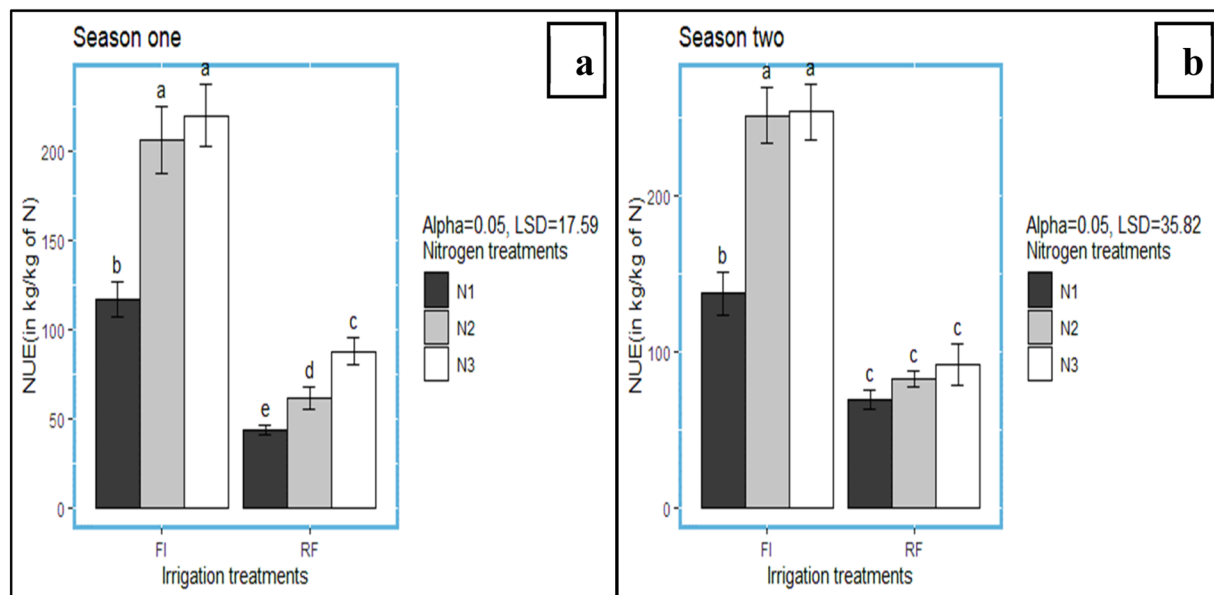 Season one
a
NUE(in kg/kg of N)
200
150
100
50
0
a
a
b
c
d
e
FI
RF
Irrigation treatments
Alpha=0.05, LSD=17.59
Nitrogen treatments
N1
N2
N3
Season two
b
NUE(in kg/kg of N)
200
100
0
a
a
b
c
c
c
FI
RF
Irrigation treatments
Alpha=0.05, LSD=35.82
Nitrogen treatments
N1
N2
N3